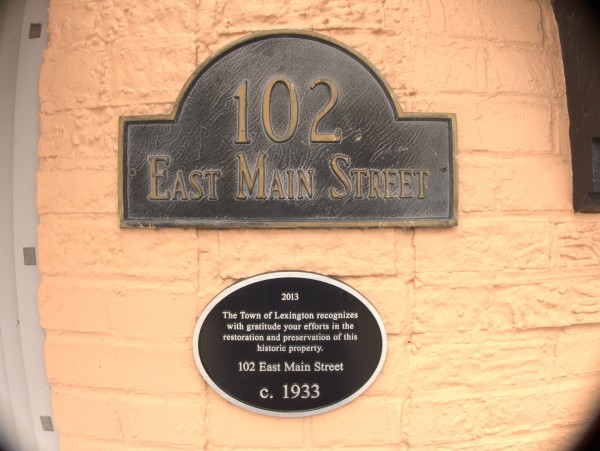 102
East Main Street
2013
The Town of Lexington recognizes
with gratitude your efforts in the
restoration and preservation of this
historic property.
102 East Main Street
c. 1933